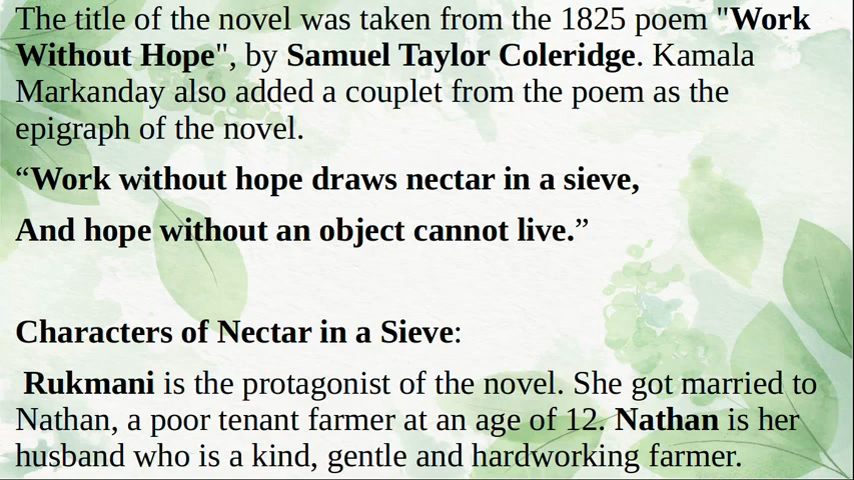 The title of the novel was taken from the 1825 poem "Work
Without Hope", by Samuel Taylor Coleridge. Kamala
Markanday also added a couplet from the poem as the
epigraph of the novel.
“Work without hope draws nectar in a sieve,
And hope without an object cannot live.”
Characters of Nectar in a Sieve:
Rukmani is the protagonist of the novel. She got married to
Nathan, a poor tenant farmer at an age of 12. Nathan is her
husband who is a kind, gentle and hardworking farmer.